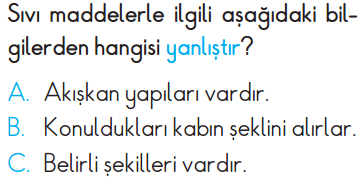 Sıvı maddelerle ilgili aşağıdaki bil-
gilerden hangisi yanlıştır?
A. Akışkan yapıları vardır.
B. Konuldukları kabın şeklini alırlar.
C. Belirli şekilleri vardır.